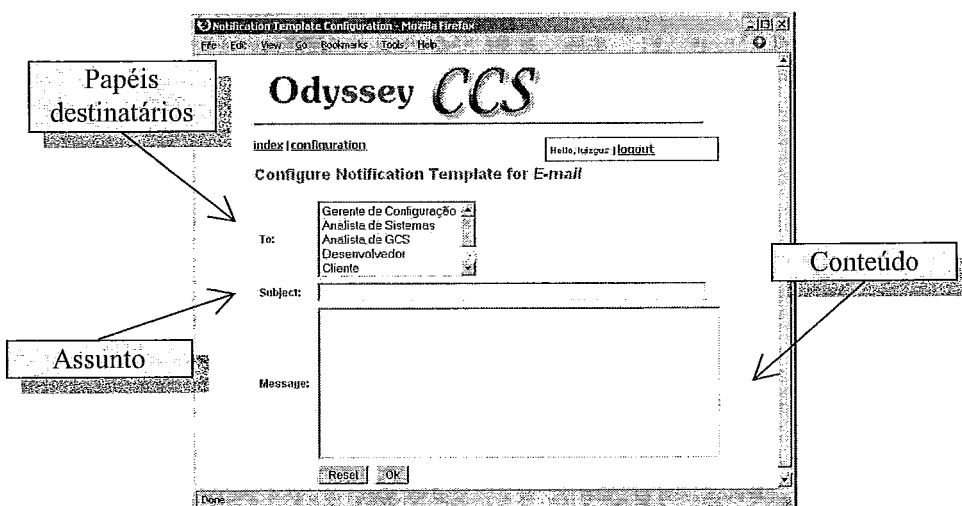 Notification Template Configuration - Mozilla Firefox
File Edit View Go Bookmarks Tools Help
Papéis
destinatários
Odyssey CCS
index | configuration
Hello, luizgus | logout
Configure Notification Template for E-mail
To:
Gerente de Configuração
Analista de Sistemas
Analista de GCS
Desenvolvedor
Cliente
Conteúdo
Subject:
Assunto
Message:
Reset OK
Done